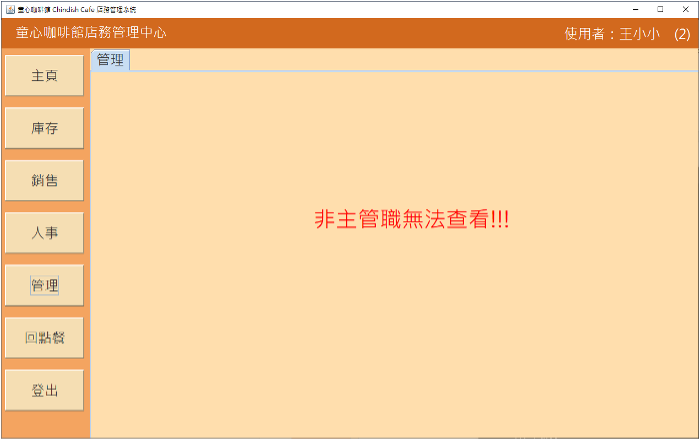 童心咖啡館 Chindish Cafe 店務管理系統
童心咖啡館店務管理中心
使用者：王小小 (2)
主頁
管理
庫存
銷售
人事
管理
回點餐
登出
非主管職無法查看!!!